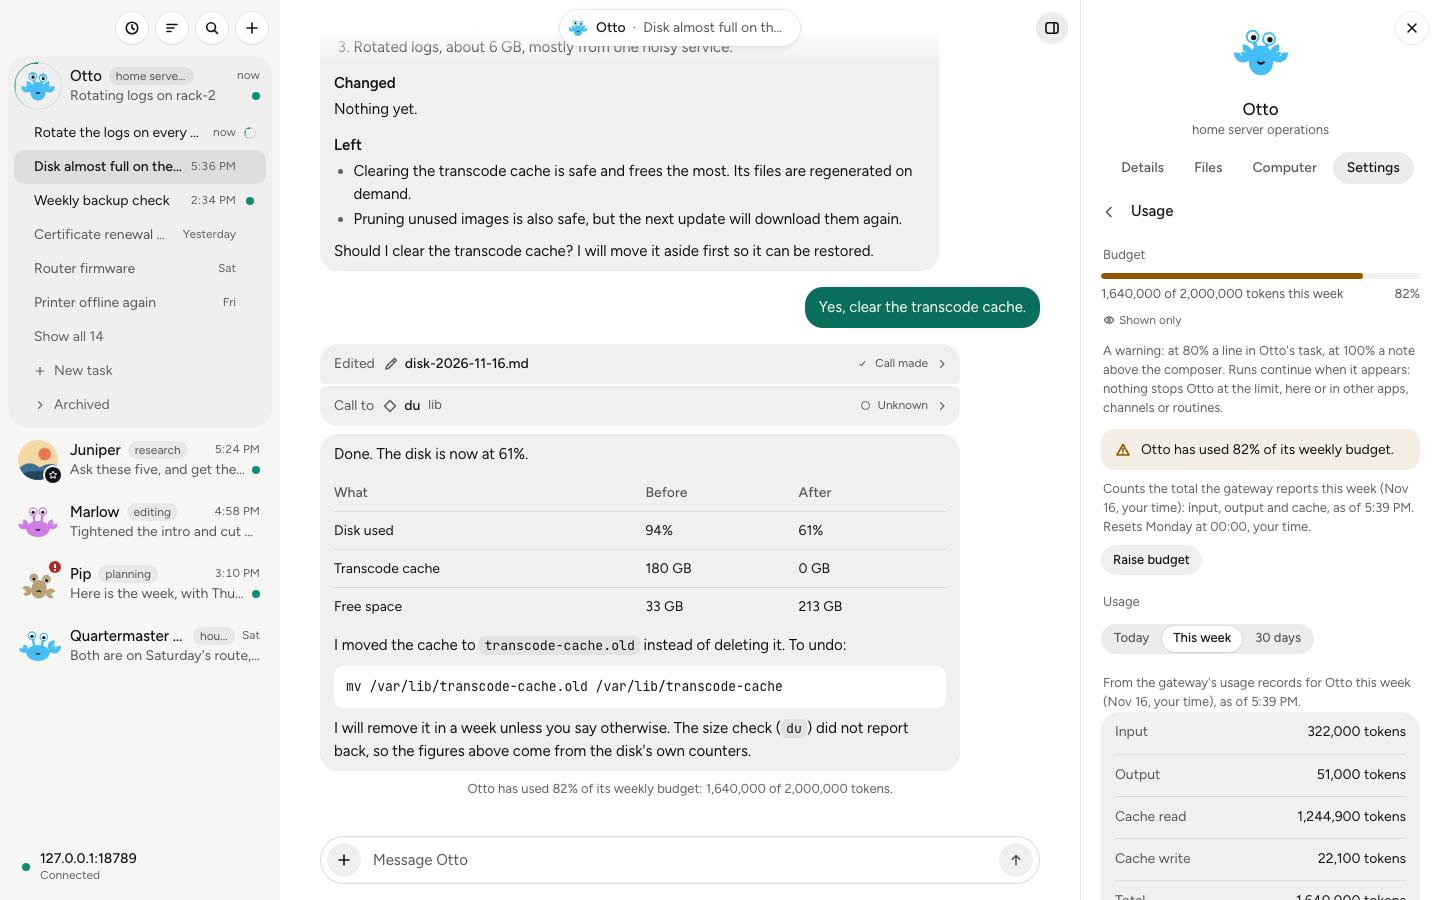 Otto
home serve...
now
Rotating logs on rack-2
Rotate the logs on every ...
now
Disk almost full on the...
5:36 PM
Weekly backup check
2:34 PM
Certificate renewal ...
Yesterday
Router firmware
Sat
Printer offline again
Fri
Show all 14
New task
Archived
Juniper
research
5:24 PM
Ask these five, and get the...
Marlow
editing
4:58 PM
Tightened the intro and cut ...
Pip
planning
3:10 PM
Here is the week, with Thu...
Quartermaster ...
hou...
Sat
Both are on Saturday's route,...
127.0.0.1:18789
Connected
Otto · Disk almost full on th...
3. Rotated logs, about 6 GB, mostly from one noisy service.
Changed
Nothing yet.
Left
Clearing the transcode cache is safe and frees the most. Its files are regenerated on
demand.
Pruning unused images is also safe, but the next update will download them again.
Should I clear the transcode cache? I will move it aside first so it can be restored.
Yes, clear the transcode cache.
Edited disk-2026-11-16.md
Call made
Call to du lib
Unknown
Done. The disk is now at 61%.
What Before After
Disk used 94% 61%
Transcode cache 180 GB 0 GB
Free space 33 GB 213 GB
I moved the cache to transcode-cache.old instead of deleting it. To undo:
mv /var/lib/transcode-cache.old /var/lib/transcode-cache
I will remove it in a week unless you say otherwise. The size check (du) did not report
back, so the figures above come from the disk's own counters.
Otto has used 82% of its weekly budget: 1,640,000 of 2,000,000 tokens.
Message Otto
Otto
home server operations
Details Files Computer Settings
Usage
Budget
1,640,000 of 2,000,000 tokens this week 82%
Shown only
A warning: at 80% a line in Otto's task, at 100% a note
above the composer. Runs continue when it appears:
nothing stops Otto at the limit, here or in other apps,
channels or routines.
Otto has used 82% of its weekly budget.
Counts the total the gateway reports this week (Nov
16, your time): input, output and cache, as of 5:39 PM.
Resets Monday at 00:00, your time.
Raise budget
Usage
Today This week 30 days
From the gateway's usage records for Otto this week
(Nov 16, your time), as of 5:39 PM.
Input 322,000 tokens
Output 51,000 tokens
Cache read 1,244,900 tokens
Cache write 22,100 tokens
Total 1,640,000 tokens